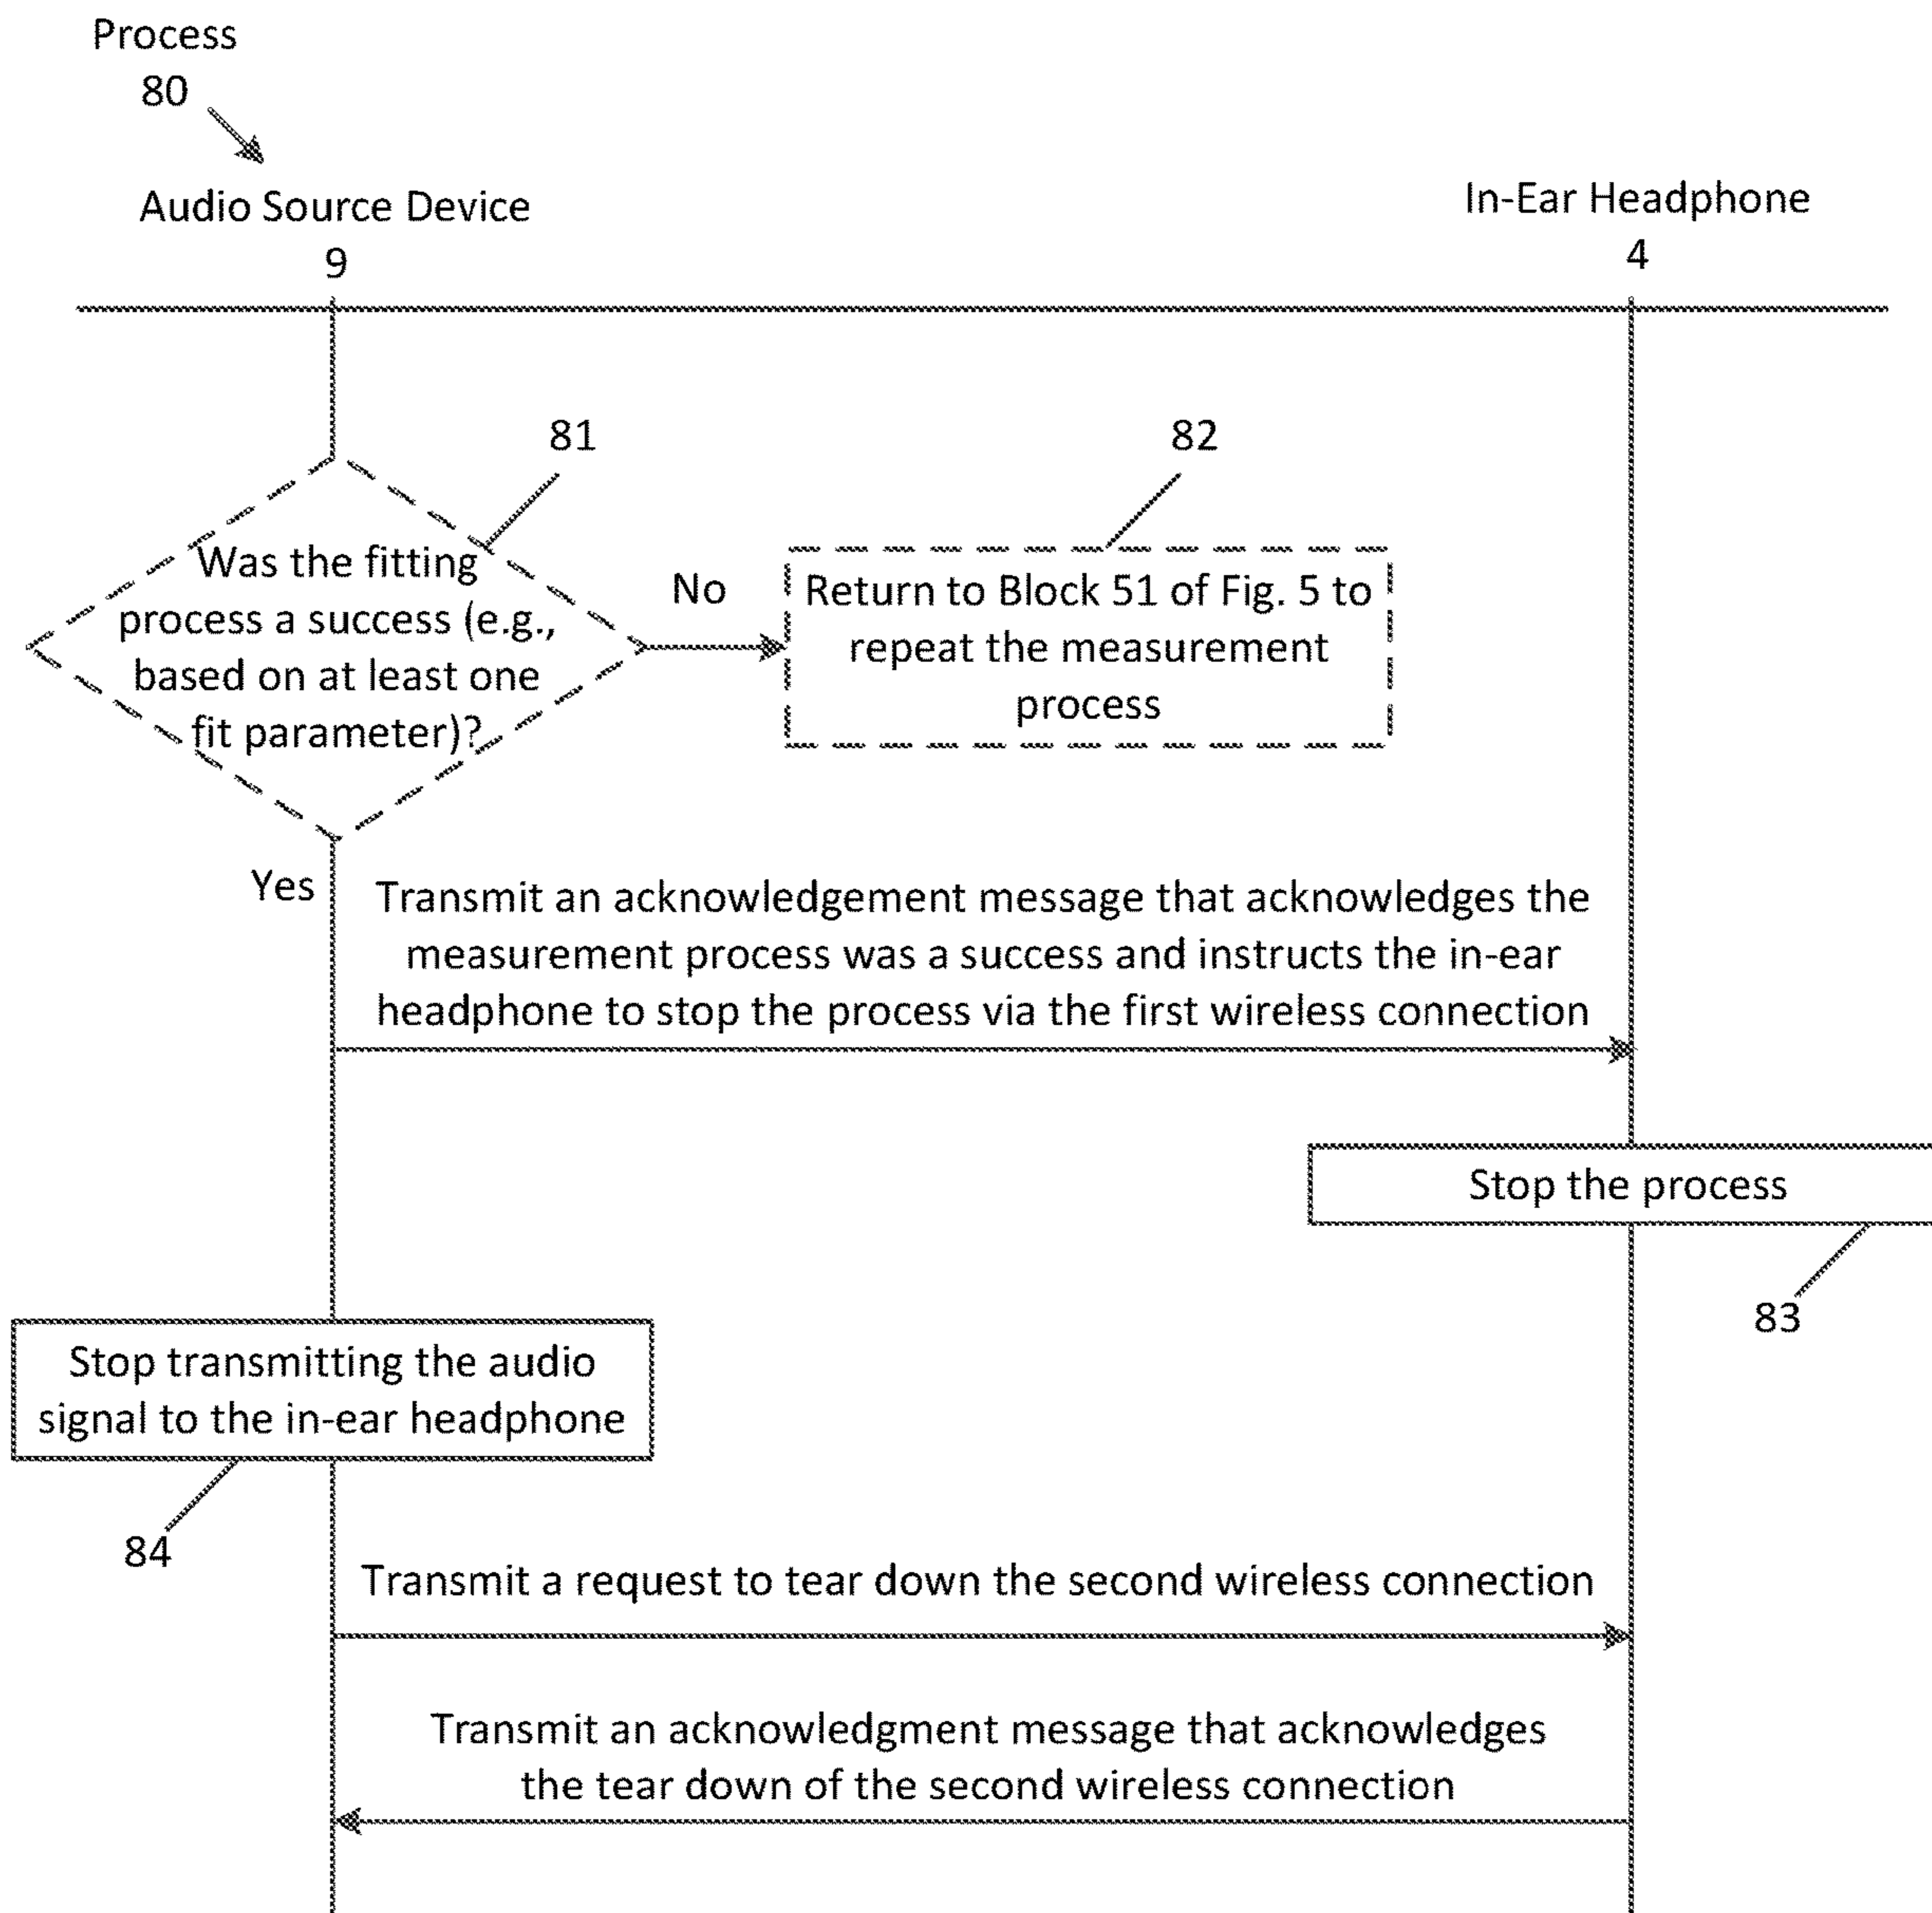 Process
80
Audio Source Device
9
In-Ear Headphone
4
81
82
Was the fitting
process a success (e.g.,
based on at least one
fit parameter)?
No
Return to Block 51 of Fig. 5 to
repeat the measurement
process
Yes
Transmit an acknowledgement message that acknowledges the
measurement process was a success and instructs the in-ear
headphone to stop the process via the first wireless connection
Stop the process
83
Stop transmitting the audio
signal to the in-ear headphone
84
Transmit a request to tear down the second wireless connection
Transmit an acknowledgment message that acknowledges
the tear down of the second wireless connection